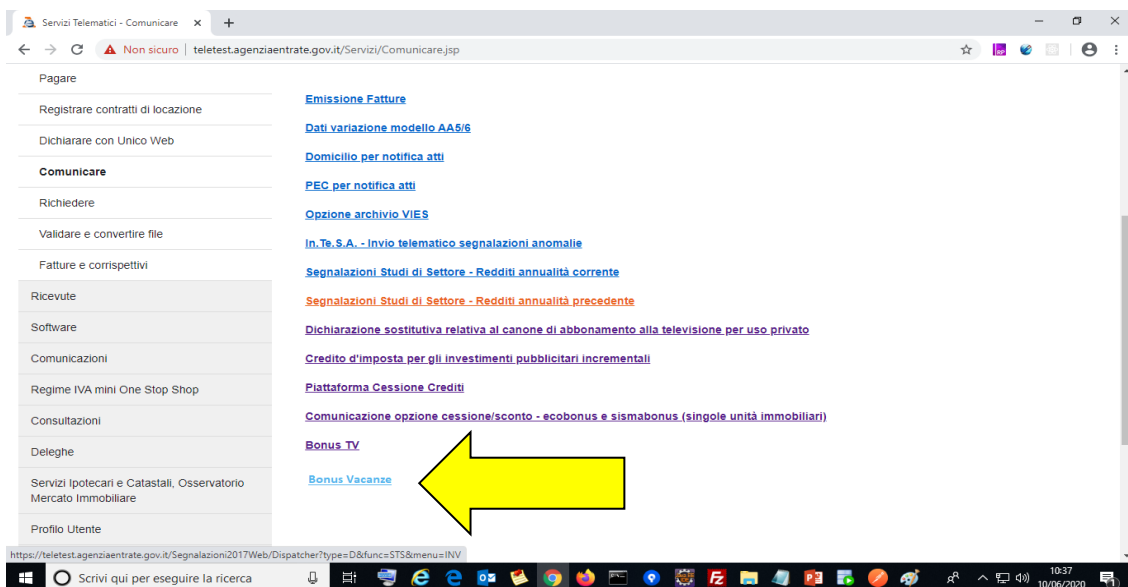 Servizi Telematici - Comunicare
Non sicuro | teletest.agenziaentrate.gov.it/Servizi/Comunicare.jsp
RP
Pagare
Registrare contratti di locazione
Dichiarare con Unico Web
Comunicare
Richiedere
Validare e convertire file
Fatture e corrispettivi
Ricevute
Software
Comunicazioni
Regime IVA mini One Stop Shop
Consultazioni
Deleghe
Servizi Ipotecari e Catastali, Osservatorio
Mercato Immobiliare
Profilo Utente
Emissione Fatture
Dati variazione modello AA5/6
Domicilio per notifica atti
PEC per notifica atti
Opzione archivio VIES
In.Te.S.A. - Invio telematico segnalazioni anomalie
Segnalazioni Studi di Settore - Redditi annualità corrente
Segnalazioni Studi di Settore - Redditi annualità precedente
Dichiarazione sostitutiva relativa al canone di abbonamento alla televisione per uso privato
Credito d'imposta per gli investimenti pubblicitari incrementali
Piattaforma Cessione Crediti
Comunicazione opzione cessione/sconto - ecobonus e sismabonus (singole unità immobiliari)
Bonus TV
Bonus Vacanze
https://teletest.agenziaentrate.gov.it/Segnalazioni2017Web/Dispatcher?type=D&func=STS&menu=INV
Scrivi qui per eseguire la ricerca
10:37
10/06/2020